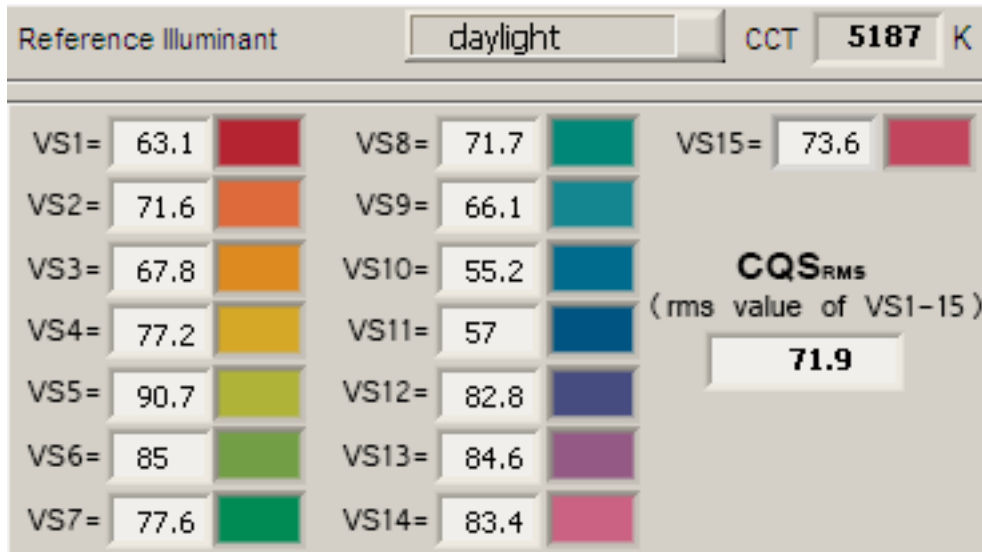 Reference Illuminant daylight CCT 5187 K
VS1= 63.1 VS8= 71.7 VS15= 73.6
VS2= 71.6 VS9= 66.1
VS3= 67.8 VS10= 55.2 CQSRMS
VS4= 77.2 VS11= 57 (rms value of VS1-15)
VS5= 90.7 VS12= 82.8 71.9
VS6= 85 VS13= 84.6
VS7= 77.6 VS14= 83.4